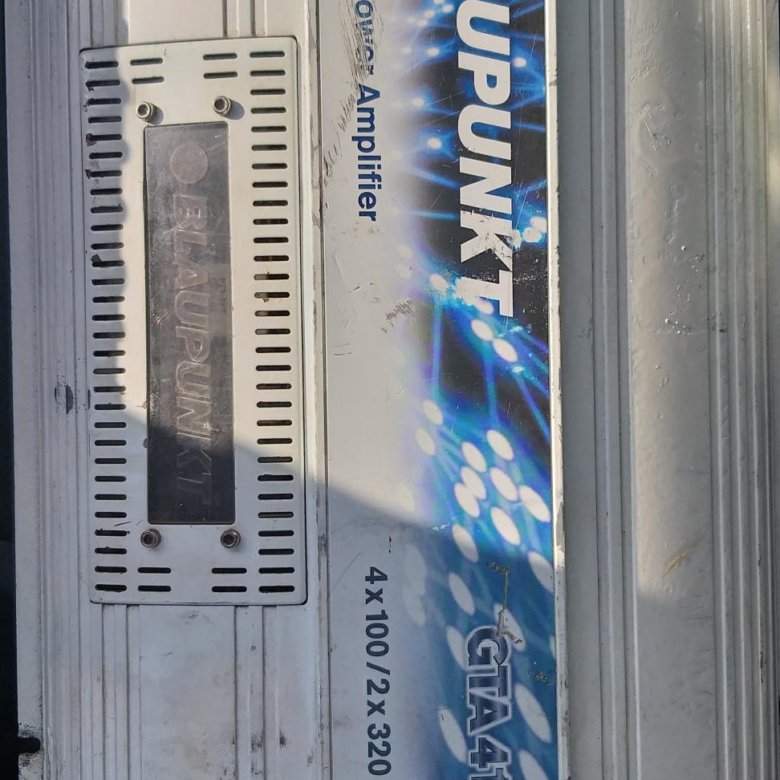 BLAUPUNKT
UPUNKT
ower Amplifier
4 x 100 / 2 x 320
GTA 4